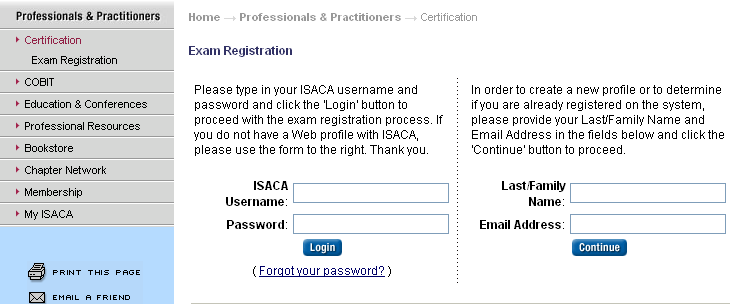 Professionals & Practitioners
Certification
Exam Registration
COBIT
Education & Conferences
Professional Resources
Bookstore
Chapter Network
Membership
My ISACA
PRINT THIS PAGE
EMAIL A FRIEND
Home → Professionals & Practitioners → Certification
Exam Registration
Please type in your ISACA username and
password and click the 'Login' button to
proceed with the exam registration process. If
you do not have a Web profile with ISACA,
please use the form to the right. Thank you.
ISACA
Username:
Password:
Login
( Forgot your password? )
In order to create a new profile or to determine
if you are already registered on the system,
please provide your Last/Family Name and
Email Address in the fields below and click the
'Continue' button to proceed.
Last/Family
Name:
Email Address:
Continue